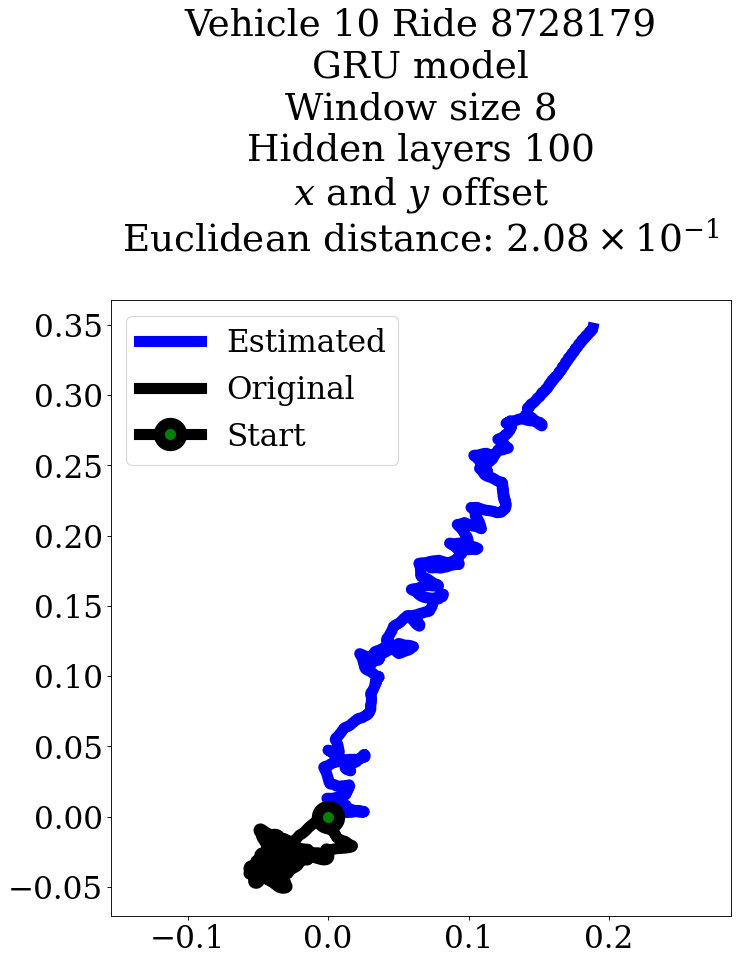 Vehicle 10 Ride 8728179
GRU model
Window size 8
Hidden layers 100
x and y offset
Euclidean distance: 2.08 × 10⁻¹
Estimated
Original
Start
0.35
0.30
0.25
0.20
0.15
0.10
0.05
0.00
−0.05
−0.1 0.0 0.1 0.2